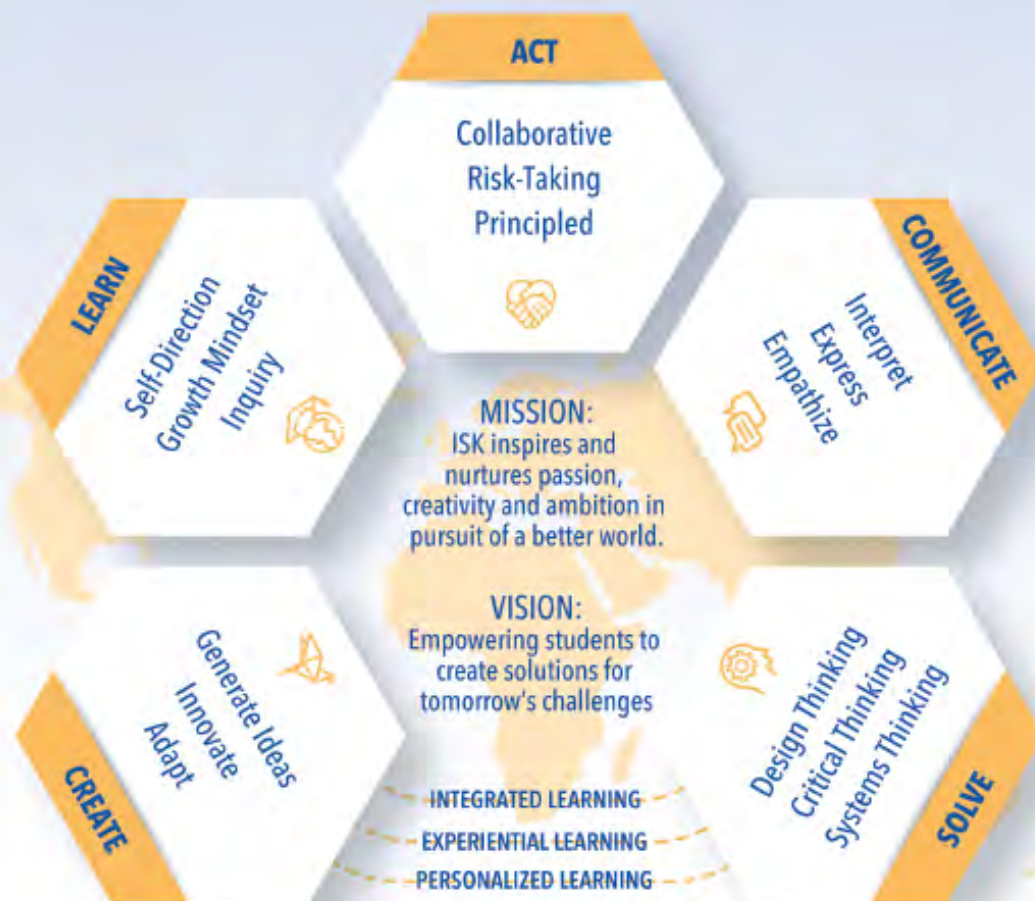 ACT
Collaborative
Risk-Taking
Principled
LEARN
Self-Direction
Growth Mindset
Inquiry
COMMUNICATE
Interpret
Express
Empathize
MISSION:
ISK inspires and
nurtures passion,
creativity and ambition in
pursuit of a better world.
VISION:
Empowering students to
create solutions for
tomorrow's challenges
CREATE
Generate Ideas
Innovate
Adapt
SOLVE
Design Thinking
Critical Thinking
Systems Thinking
INTEGRATED LEARNING
EXPERIENTIAL LEARNING
PERSONALIZED LEARNING